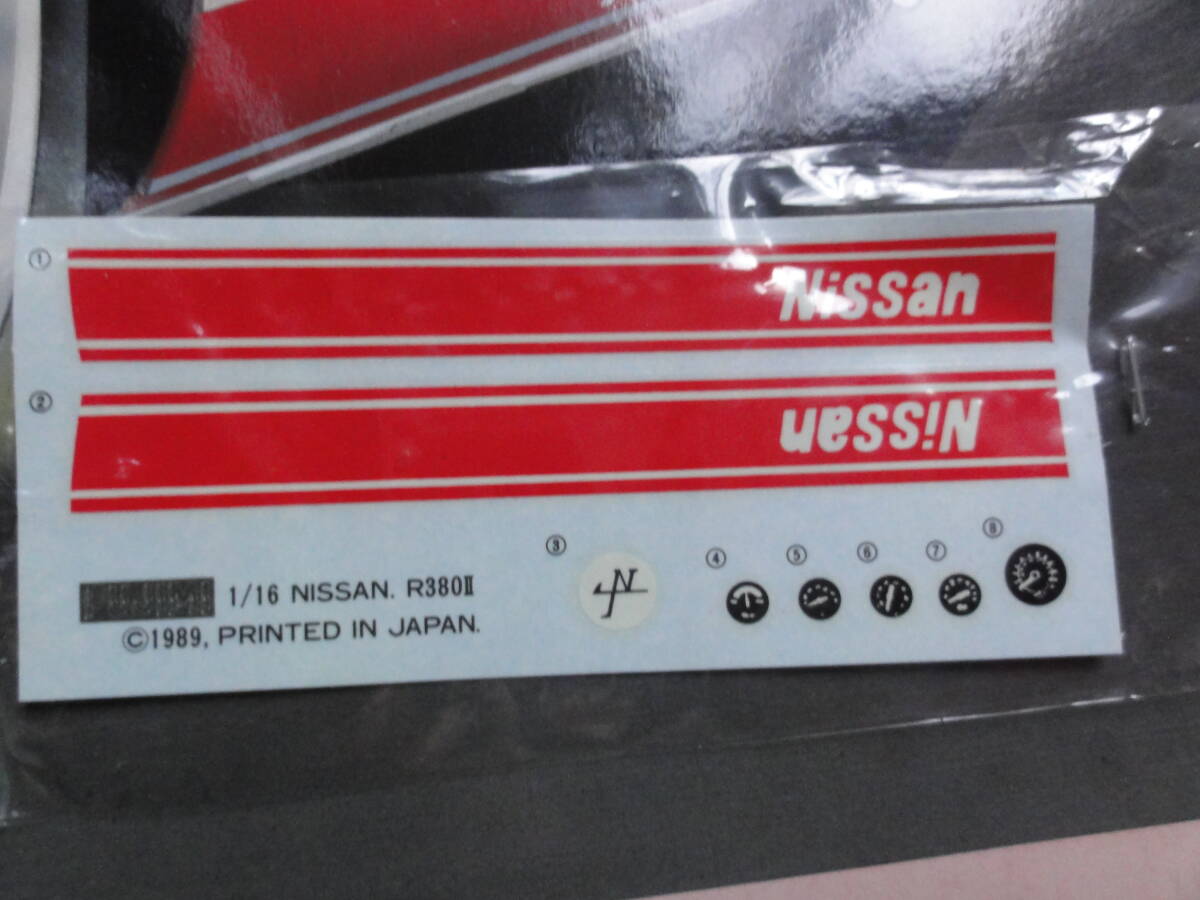 ①
Nissan
②
Nissan
③ ④ ⑤ ⑥ ⑦ ⑧
N
1/16 NISSAN. R380Ⅱ
©1989, PRINTED IN JAPAN.